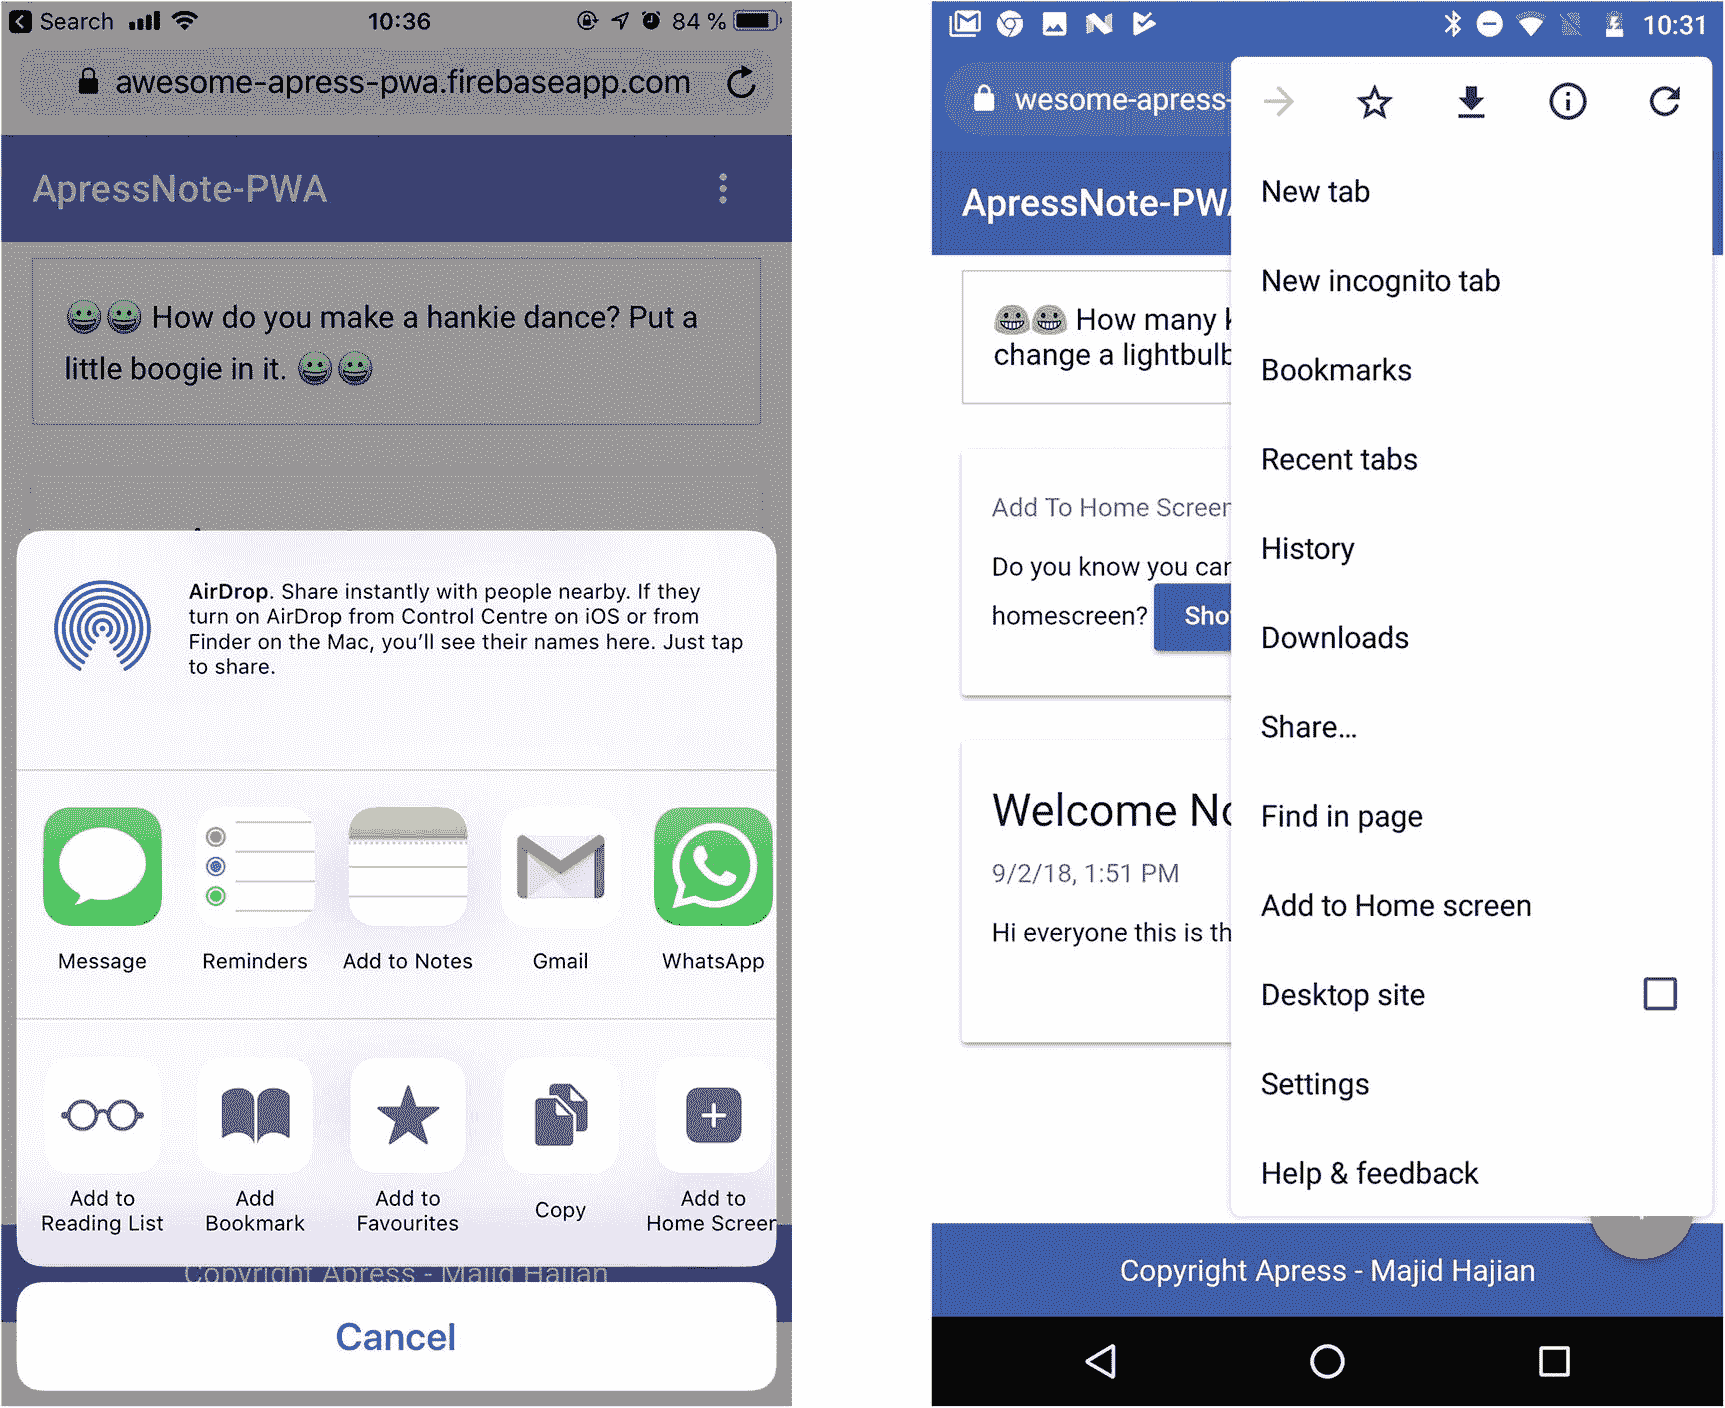 Search 10:36 84 %
awesome-apress-pwa.firebaseapp.com
ApressNote-PWA
How do you make a hankie dance? Put a
little boogie in it.
AirDrop. Share instantly with people nearby. If they
turn on AirDrop from Control Centre on iOS or from
Finder on the Mac, you'll see their names here. Just tap
to share.
Message Reminders Add to Notes Gmail WhatsApp
Add to Reading List
Add Bookmark
Add to Favourites
Copy
Add to Home Screen
Copyright Apress - Majid Hajian
Cancel
10:31
wesome-apress-
ApressNote-PWA
How many
change a lightbulb
Add To Home Screen
Do you know you can
homescreen? Sho
Welcome No
9/2/18, 1:51 PM
Hi everyone this is th
New tab
New incognito tab
Bookmarks
Recent tabs
History
Downloads
Share...
Find in page
Add to Home screen
Desktop site
Settings
Help & feedback
Copyright Apress - Majid Hajian